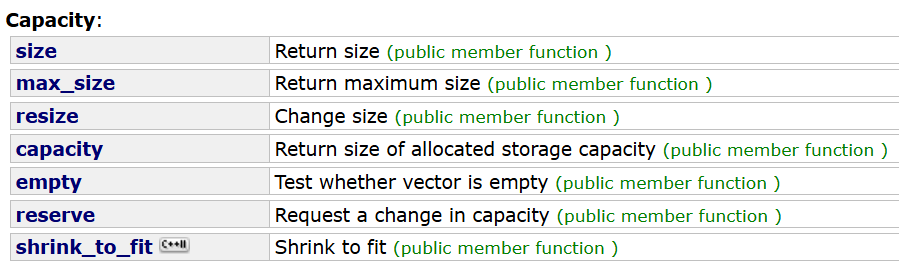 Capacity:
size Return size (public member function )
max_size Return maximum size (public member function )
resize Change size (public member function )
capacity Return size of allocated storage capacity (public member function )
empty Test whether vector is empty (public member function )
reserve Request a change in capacity (public member function )
shrink_to_fit C++11 Shrink to fit (public member function )